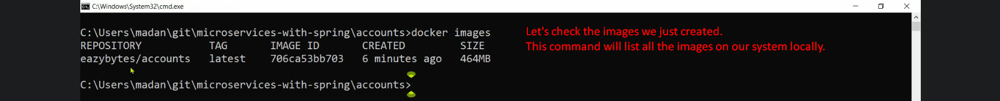 C:\Windows\System32\cmd.exe
C:\Users\madan\git\microservices-with-spring\accounts>docker images
Let's check the images we just created.
REPOSITORY TAG IMAGE ID CREATED SIZE
This command will list all the images on our system locally.
eazybytes/accounts latest 706ca53bb703 6 minutes ago 464MB
C:\Users\madan\git\microservices-with-spring\accounts>